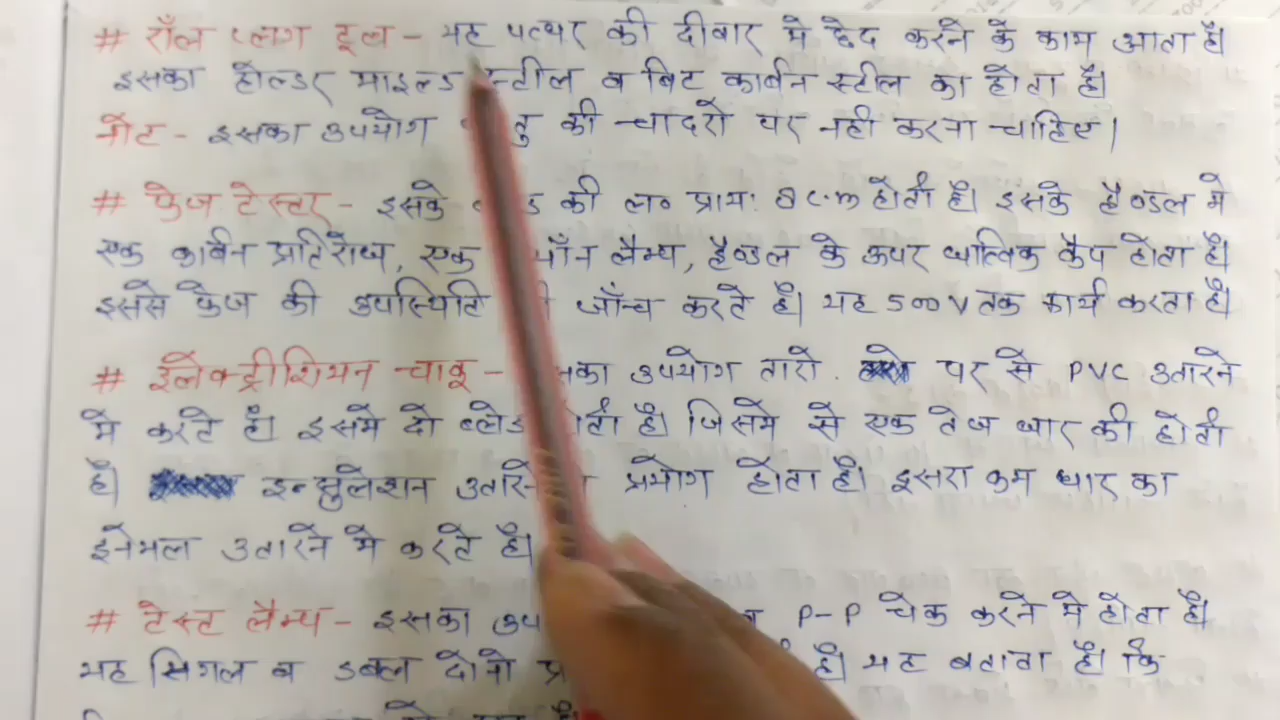 # रॉल प्लग टूल - यह पत्थर की दीवार मे छेद करने के काम आता है।
इसका होल्डर माइल्ड स्टील व बिट कार्बन स्टील का होता है।
नोट - इसका उपयोग की चादरो पर नही करना चाहिए।
# फेज टेस्टर - इसके की ल० प्राय: 8 c.m होती है। इसके हैण्डल मे
एक कार्बन प्रतिरोध, एक लैम्प, हैण्डल के ऊपर धात्विक कैप होता है।
इससे फेज की उपस्थिति जाँच करते है। यह 500 V तक कार्य करता है।
# ईलेक्ट्रीशियन चाकू - उपयोग तारो पर से PVC उतारने
मे करते है। इसमे दो ब्लेड होती है। जिसमे से एक तेज धार की होती
है। इन्सुलेशन उतारने प्रयोग होता है। दूसरा कम धार का
इनेमल उतारने मे करते है।
# टेस्ट लैम्प - इसका P-P चेक करने मे होता है।
यह सिंगल व डबल दोनो है। यह बताता है। कि